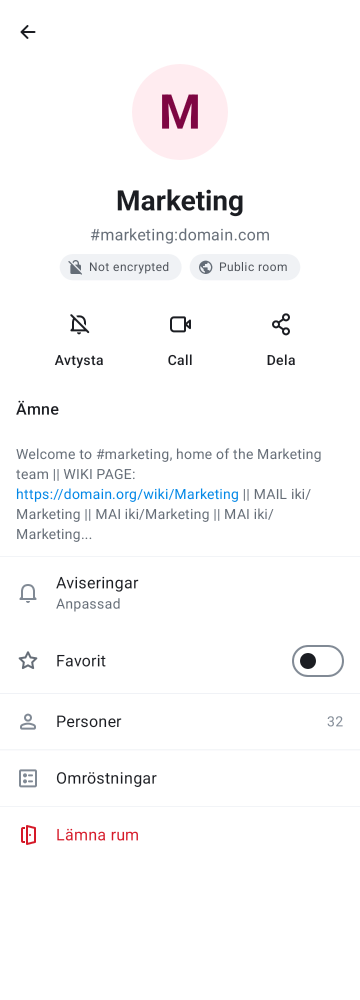 M
Marketing
#marketing:domain.com
Not encrypted
Public room
Avtysta
Call
Dela
Ämne
Welcome to #marketing, home of the Marketing
team || WIKI PAGE:
https://domain.org/wiki/Marketing || MAIL iki/
Marketing || MAI iki/Marketing || MAI iki/
Marketing...
Aviseringar
Anpassad
Favorit
Personer
32
Omröstningar
Lämna rum